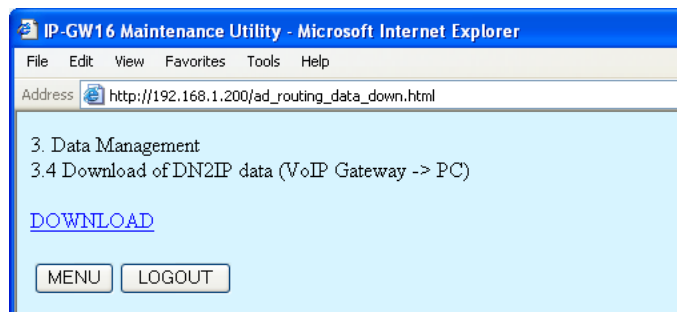 IP-GW16 Maintenance Utility - Microsoft Internet Explorer
File Edit View Favorites Tools Help
Address http://192.168.1.200/ad_routing_data_down.html
3. Data Management
3.4 Download of DN2IP data (VoIP Gateway -> PC)
DOWNLOAD
MENU LOGOUT